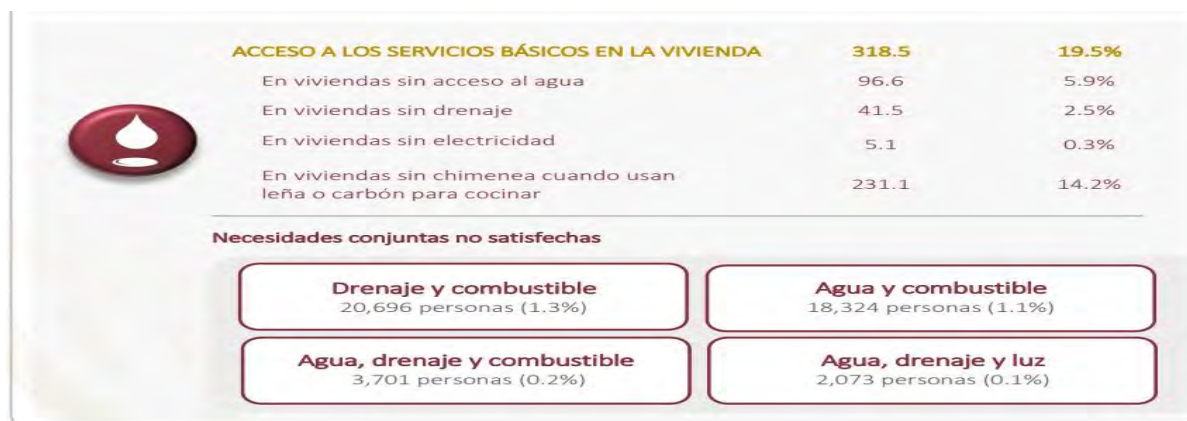 ACCESO A LOS SERVICIOS BÁSICOS EN LA VIVIENDA 318.5 19.5%
En viviendas sin acceso al agua 96.6 5.9%
En viviendas sin drenaje 41.5 2.5%
En viviendas sin electricidad 5.1 0.3%
En viviendas sin chimenea cuando usan
leña o carbón para cocinar 231.1 14.2%
Necesidades conjuntas no satisfechas
Drenaje y combustible
20,696 personas (1.3%)
Agua y combustible
18,324 personas (1.1%)
Agua, drenaje y combustible
3,701 personas (0.2%)
Agua, drenaje y luz
2,073 personas (0.1%)